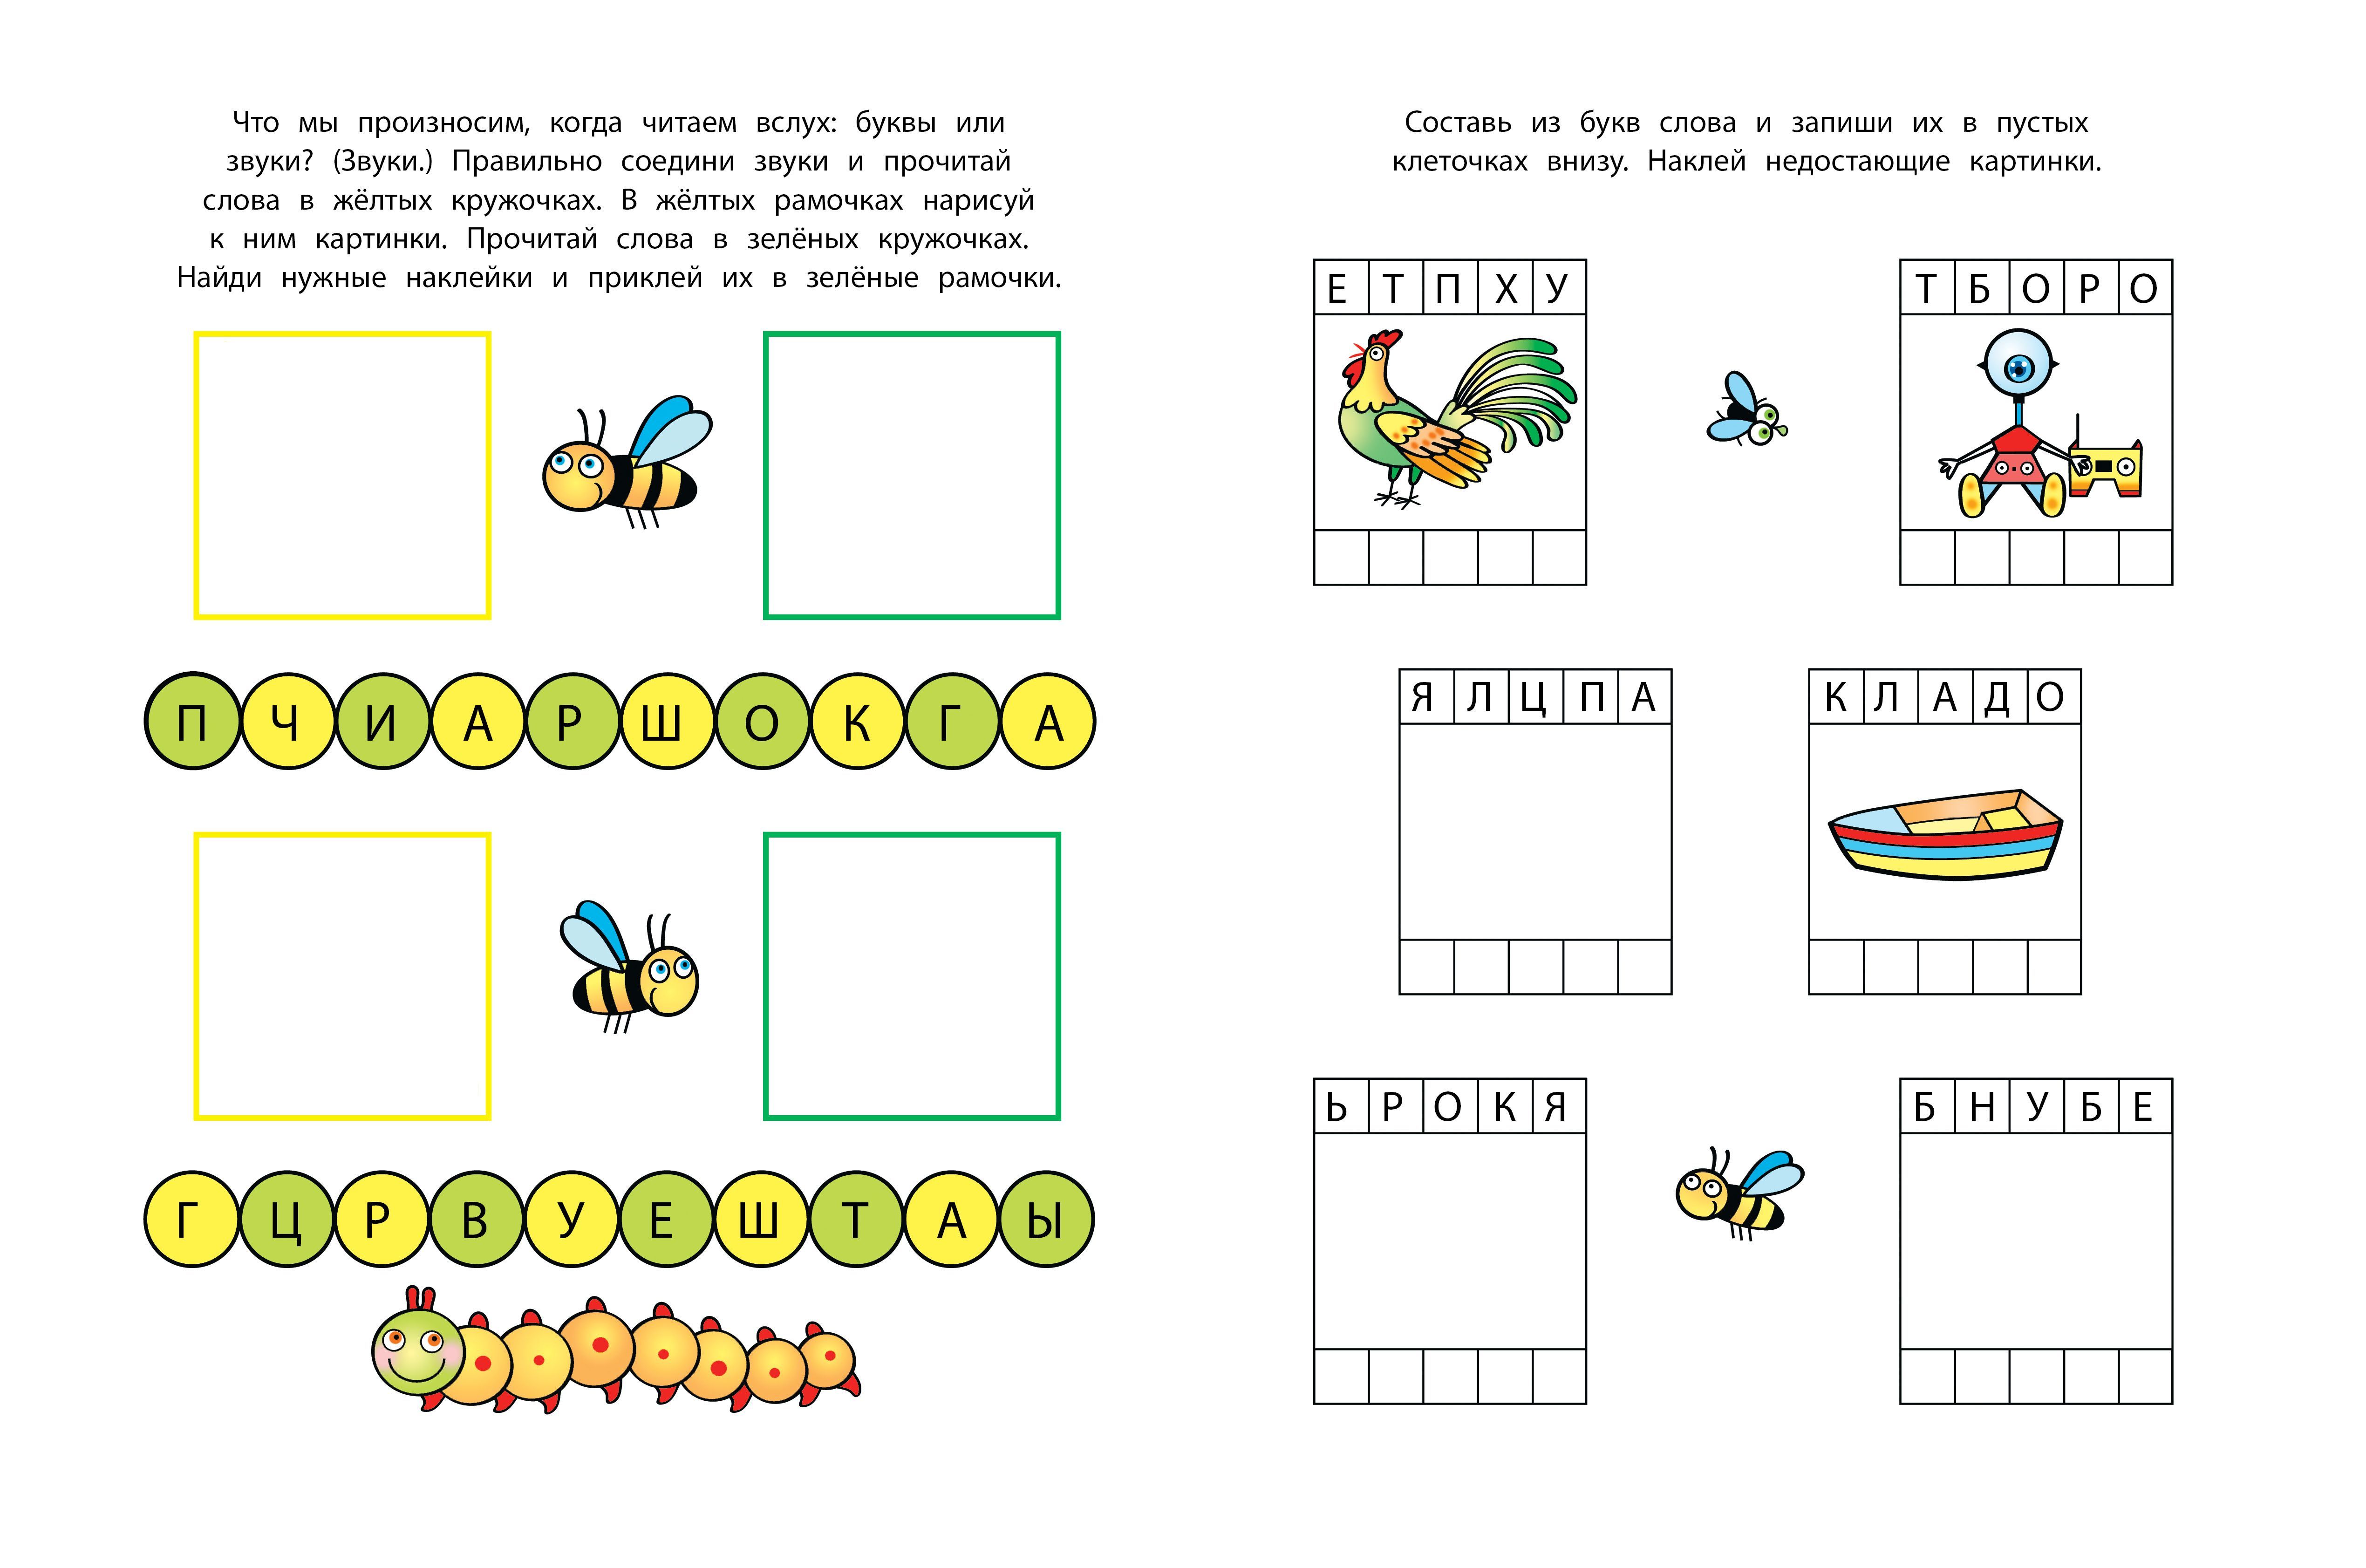 Что мы произносим, когда читаем вслух: буквы или
звуки? (Звуки.) Правильно соедини звуки и прочитай
слова в жёлтых кружочках. В жёлтых рамочках нарисуй
к ним картинки. Прочитай слова в зелёных кружочках.
Найди нужные наклейки и приклей их в зелёные рамочки.
П Ч И А Р Ш О К Г А
Г Ц Р В У Е Ш Т А Ы
Составь из букв слова и запиши их в пустых
клеточках внизу. Наклей недостающие картинки.
Е Т П Х У
Т Б О Р О
Я Л Ц П А
К Л А Д О
Ь Р О К Я
Б Н У Б Е